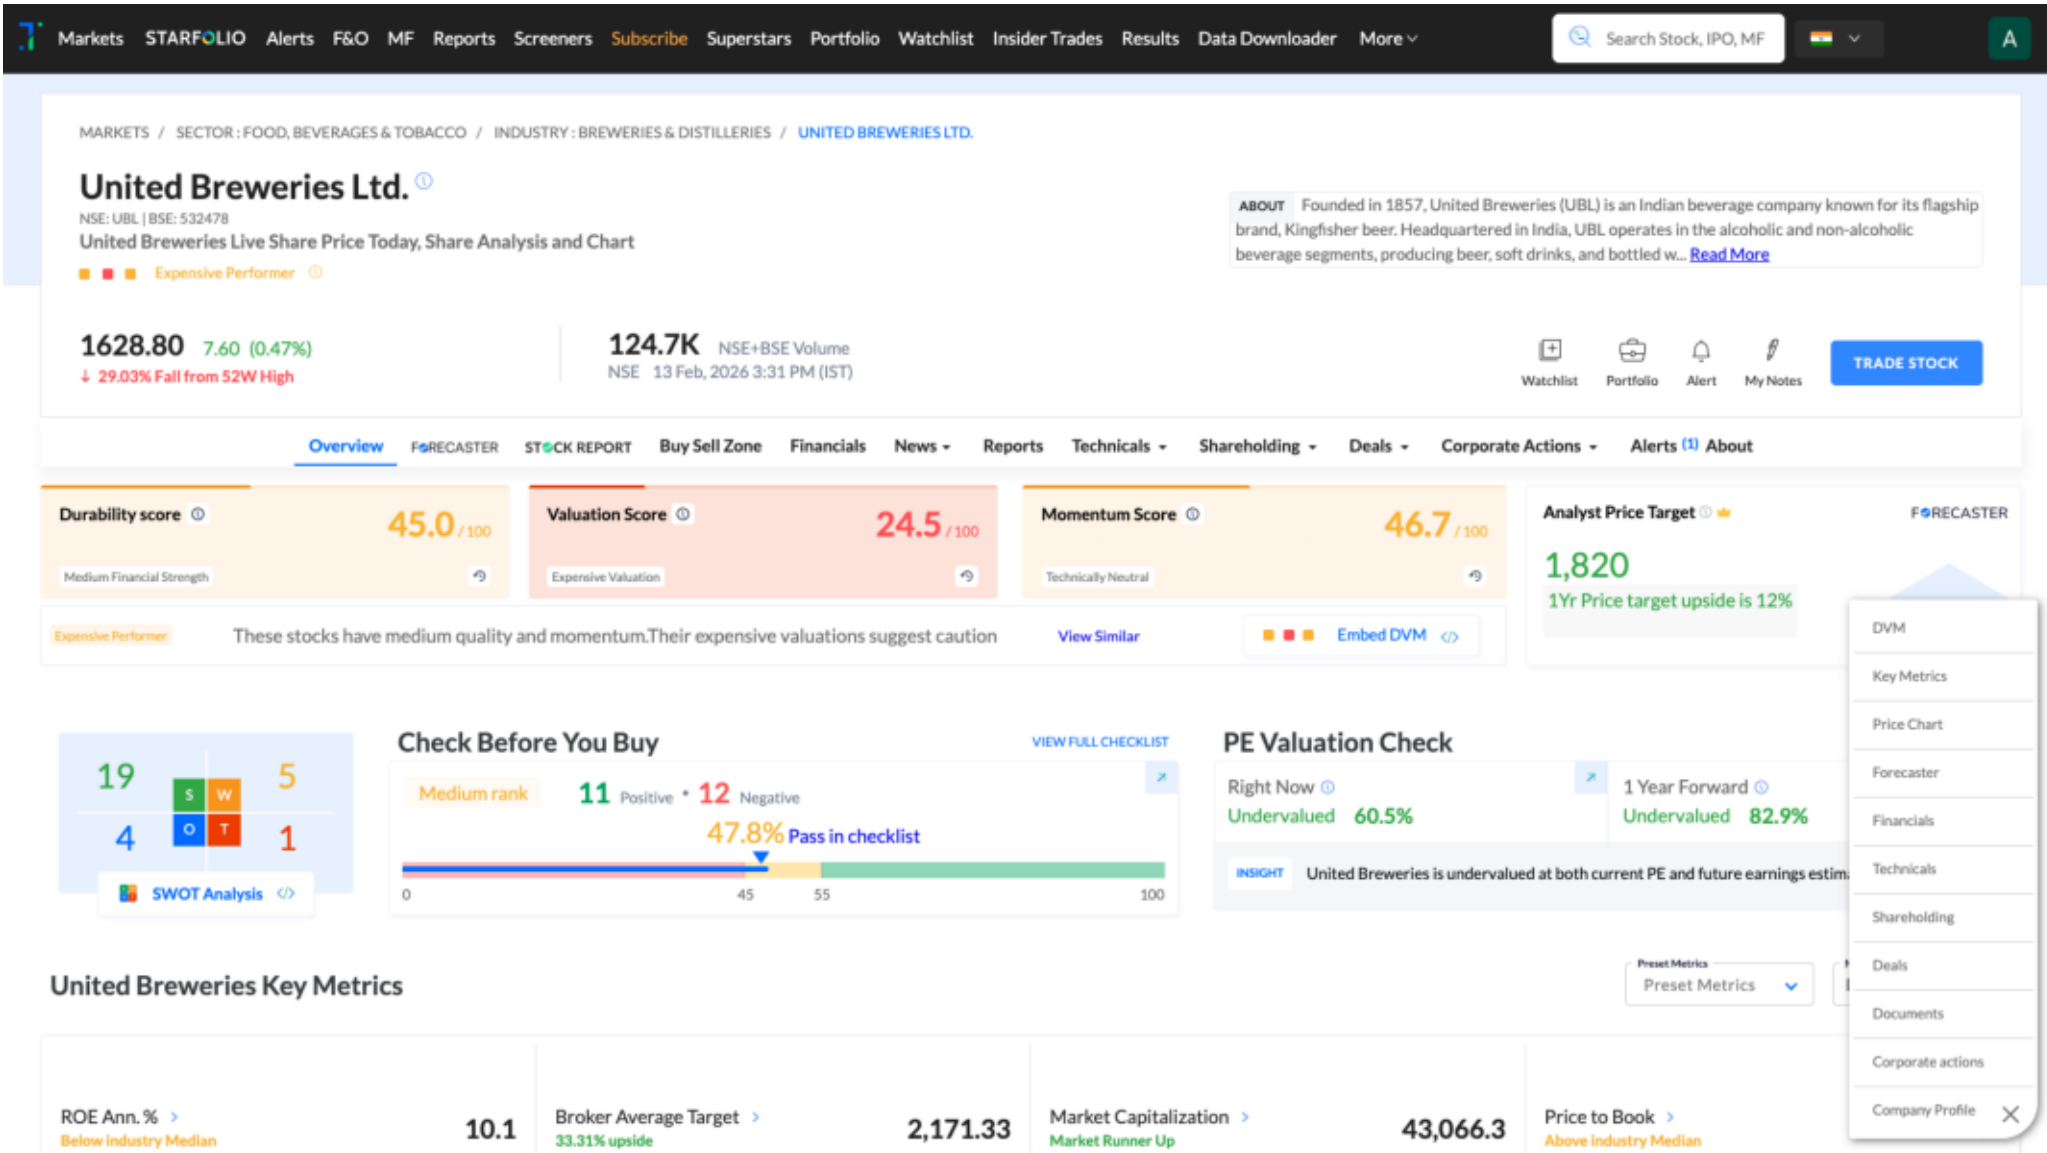 Markets STARFOLIO Alerts F&O MF Reports Screeners Subscribe Superstars Portfolio Watchlist Insider Trades Results Data Downloader More Search Stock, IPO, MF A
MARKETS / SECTOR : FOOD, BEVERAGES & TOBACCO / INDUSTRY : BREWERIES & DISTILLERIES / UNITED BREWERIES LTD.
United Breweries Ltd.
NSE: UBL | BSE: 532478
United Breweries Live Share Price Today, Share Analysis and Chart
Expensive Performer
ABOUT Founded in 1857, United Breweries (UBL) is an Indian beverage company known for its flagship
brand, Kingfisher beer. Headquartered in India, UBL operates in the alcoholic and non-alcoholic
beverage segments, producing beer, soft drinks, and bottled w... Read More
1628.80 7.60 (0.47%)
↓ 29.03% Fall from 52W High
124.7K NSE+BSE Volume
NSE 13 Feb, 2026 3:31 PM (IST)
Watchlist Portfolio Alert My Notes TRADE STOCK
Overview FORECASTER STOCK REPORT Buy Sell Zone Financials News Reports Technicals Shareholding Deals Corporate Actions Alerts (1) About
Durability score 45.0 / 100
Medium Financial Strength
Valuation Score 24.5 / 100
Expensive Valuation
Momentum Score 46.7 / 100
Technically Neutral
Analyst Price Target FORECASTER
1,820
1Yr Price target upside is 12%
Expensive Performer These stocks have medium quality and momentum.Their expensive valuations suggest caution View Similar Embed DVM </>
19 S W 5
4 O T 1
SWOT Analysis </>
Check Before You Buy VIEW FULL CHECKLIST
Medium rank 11 Positive * 12 Negative
47.8% Pass in checklist
0 45 55 100
PE Valuation Check
Right Now
Undervalued 60.5%
1 Year Forward
Undervalued 82.9%
INSIGHT United Breweries is undervalued at both current PE and future earnings estim
United Breweries Key Metrics
Preset Metrics
Preset Metrics
ROE Ann. % 10.1
Below industry Median
Broker Average Target 2,171.33
33.31% upside
Market Capitalization 43,066.3
Market Runner Up
Price to Book
Above industry Median
DVM
Key Metrics
Price Chart
Forecaster
Financials
Technicals
Shareholding
Deals
Documents
Corporate actions
Company Profile